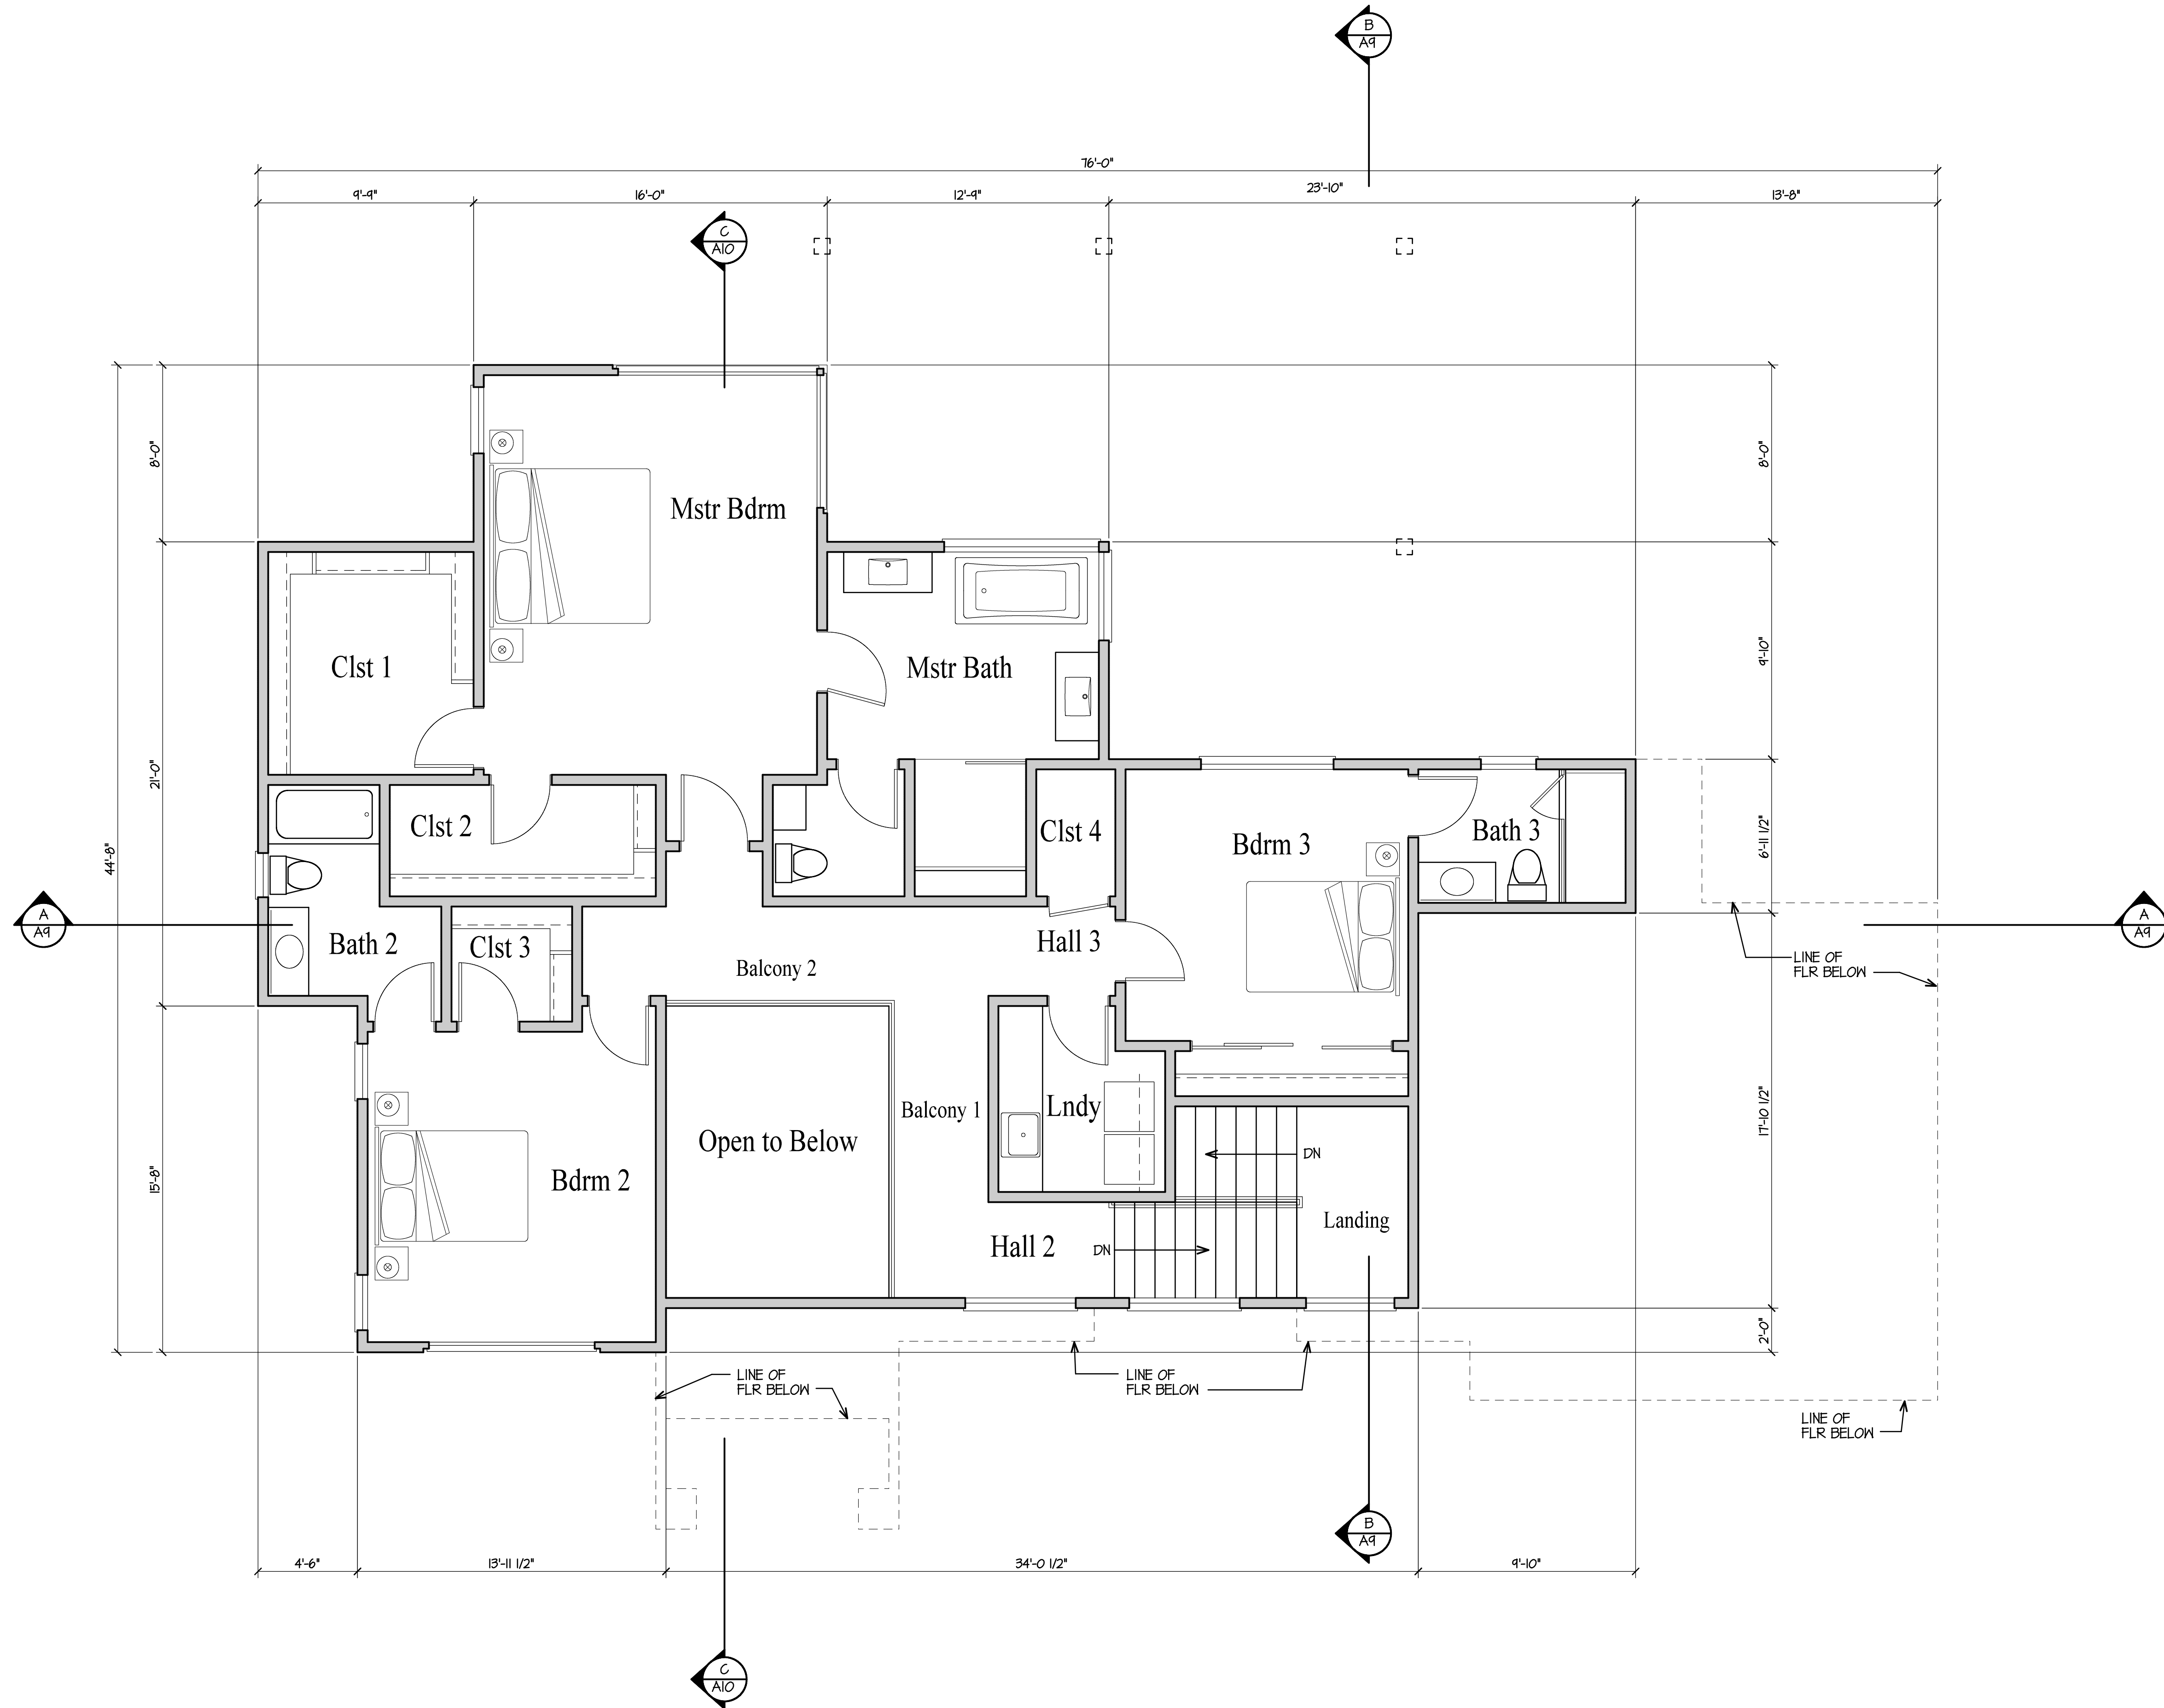 B
A9
76'-0"
9'-9"
16'-0"
12'-9"
23'-10"
13'-8"
C
A10
8'-0"
8'-0"
Mstr Bdrm
Clst 1
Mstr Bath
9'-10"
21'-0"
44'-8"
Clst 2
Clst 4
Bdrm 3
Bath 3
6'-11 1/2"
A
A9
Bath 2
Clst 3
Hall 3
Balcony 2
A
A9
LINE OF
FLR BELOW
Balcony 1
Lndy
17'-10 1/2"
Open to Below
DN
15'-8"
Bdrm 2
Landing
Hall 2
DN
2'-0"
LINE OF
FLR BELOW
LINE OF
FLR BELOW
LINE OF
FLR BELOW
B
A9
4'-6"
13'-11 1/2"
34'-0 1/2"
9'-10"
C
A10